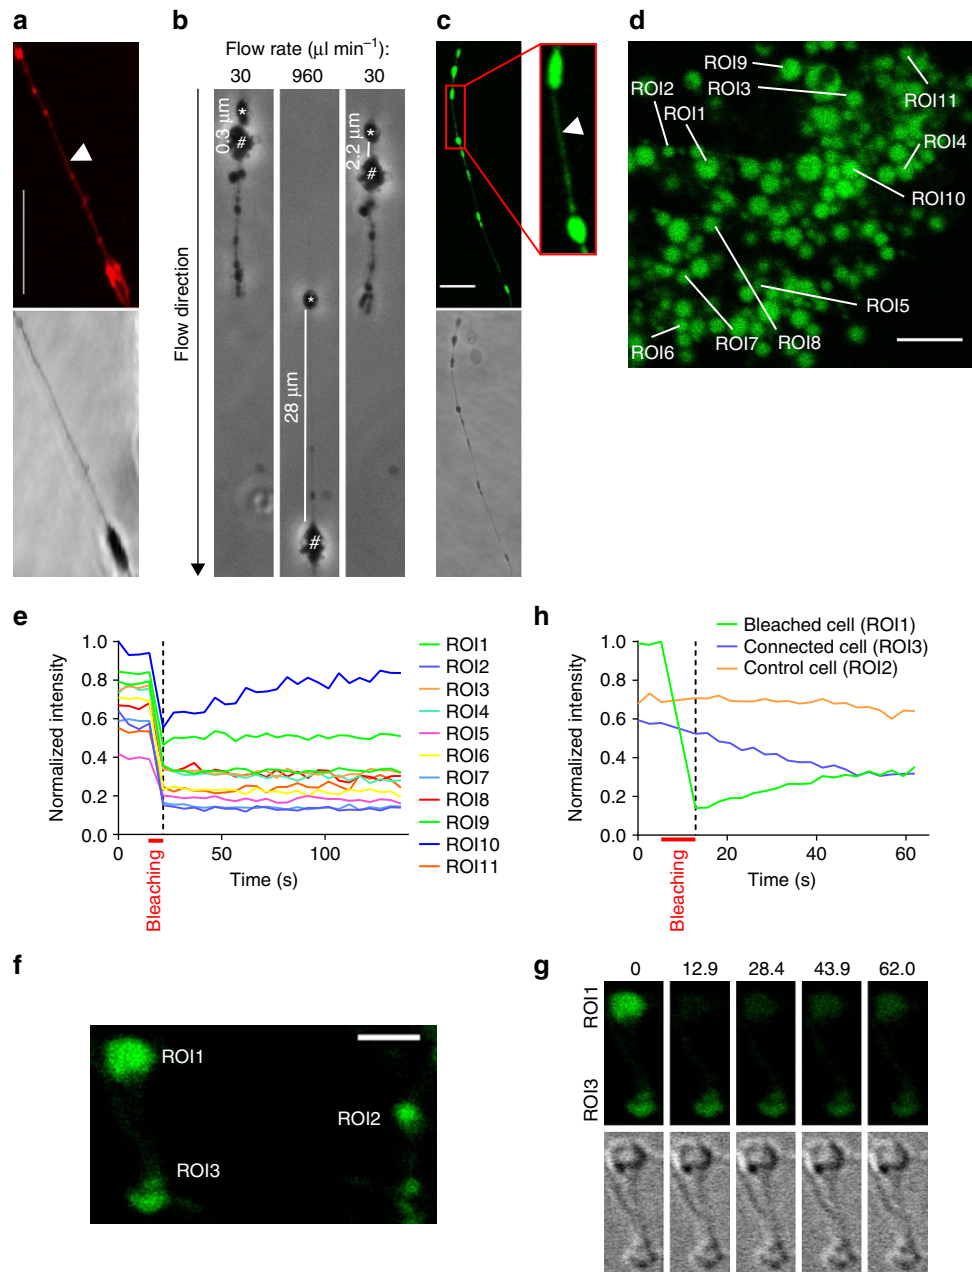 a
b
Flow rate (μl min⁻¹):
30 960 30
0.3 μm
*
#
28 μm
*
#
2.2 μm
*
#
Flow direction
c
d
ROI9
ROI3
ROI2
ROI1
ROI11
ROI4
ROI10
ROI5
ROI8
ROI7
ROI6
e
Normalized intensity
1.0
0.8
0.6
0.4
0.2
0.0
0 50 100
Time (s)
Bleaching
ROI1
ROI2
ROI3
ROI4
ROI5
ROI6
ROI7
ROI8
ROI9
ROI10
ROI11
h
Bleached cell (ROI1)
Connected cell (ROI3)
Control cell (ROI2)
Normalized intensity
1.0
0.8
0.6
0.4
0.2
0.0
0 20 40 60
Time (s)
Bleaching
f
ROI1
ROI2
ROI3
g
0 12.9 28.4 43.9 62.0
ROI1
ROI3